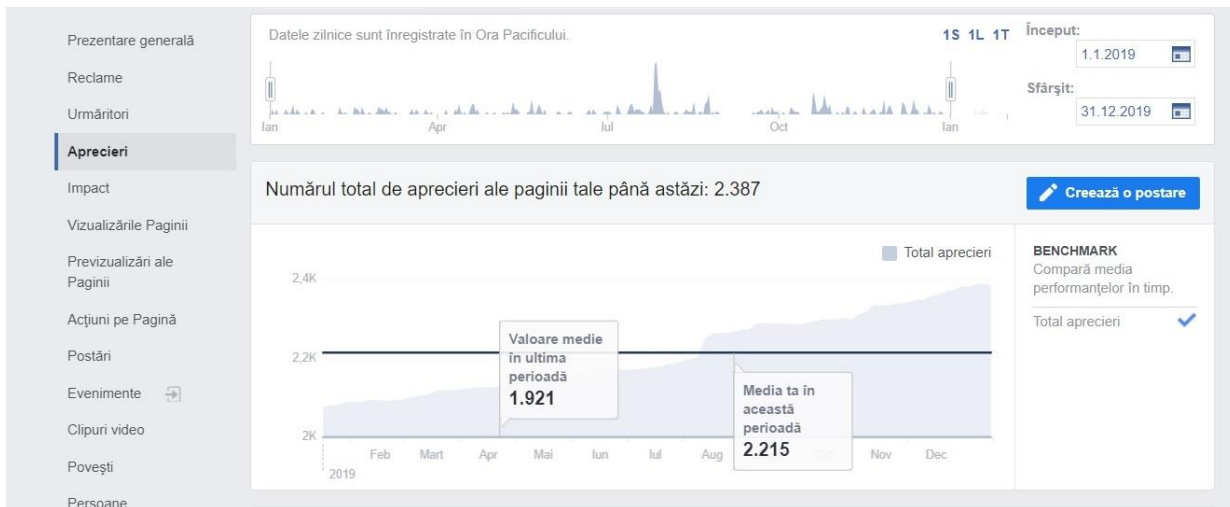 Prezentare generală
Reclame
Urmăritori
Aprecieri
Impact
Vizualizările Paginii
Previzualizări ale
Paginii
Acțiuni pe Pagină
Postări
Evenimente
Clipuri video
Povești
Persoane
Datele zilnice sunt înregistrate în Ora Pacificului.
1S 1L 1T
Ian Apr Iul Oct Ian
Început:
1.1.2019
Sfârşit:
31.12.2019
Numărul total de aprecieri ale paginii tale până astăzi: 2.387
Creează o postare
Total aprecieri
2,4K
2,2K
2K
Valoare medie
în ultima
perioadă
1.921
Media ta în
această
perioadă
2.215
Feb Mart Apr Mai Iun Iul Aug Nov Dec
2019
BENCHMARK
Compară media
performanțelor în timp.
Total aprecieri